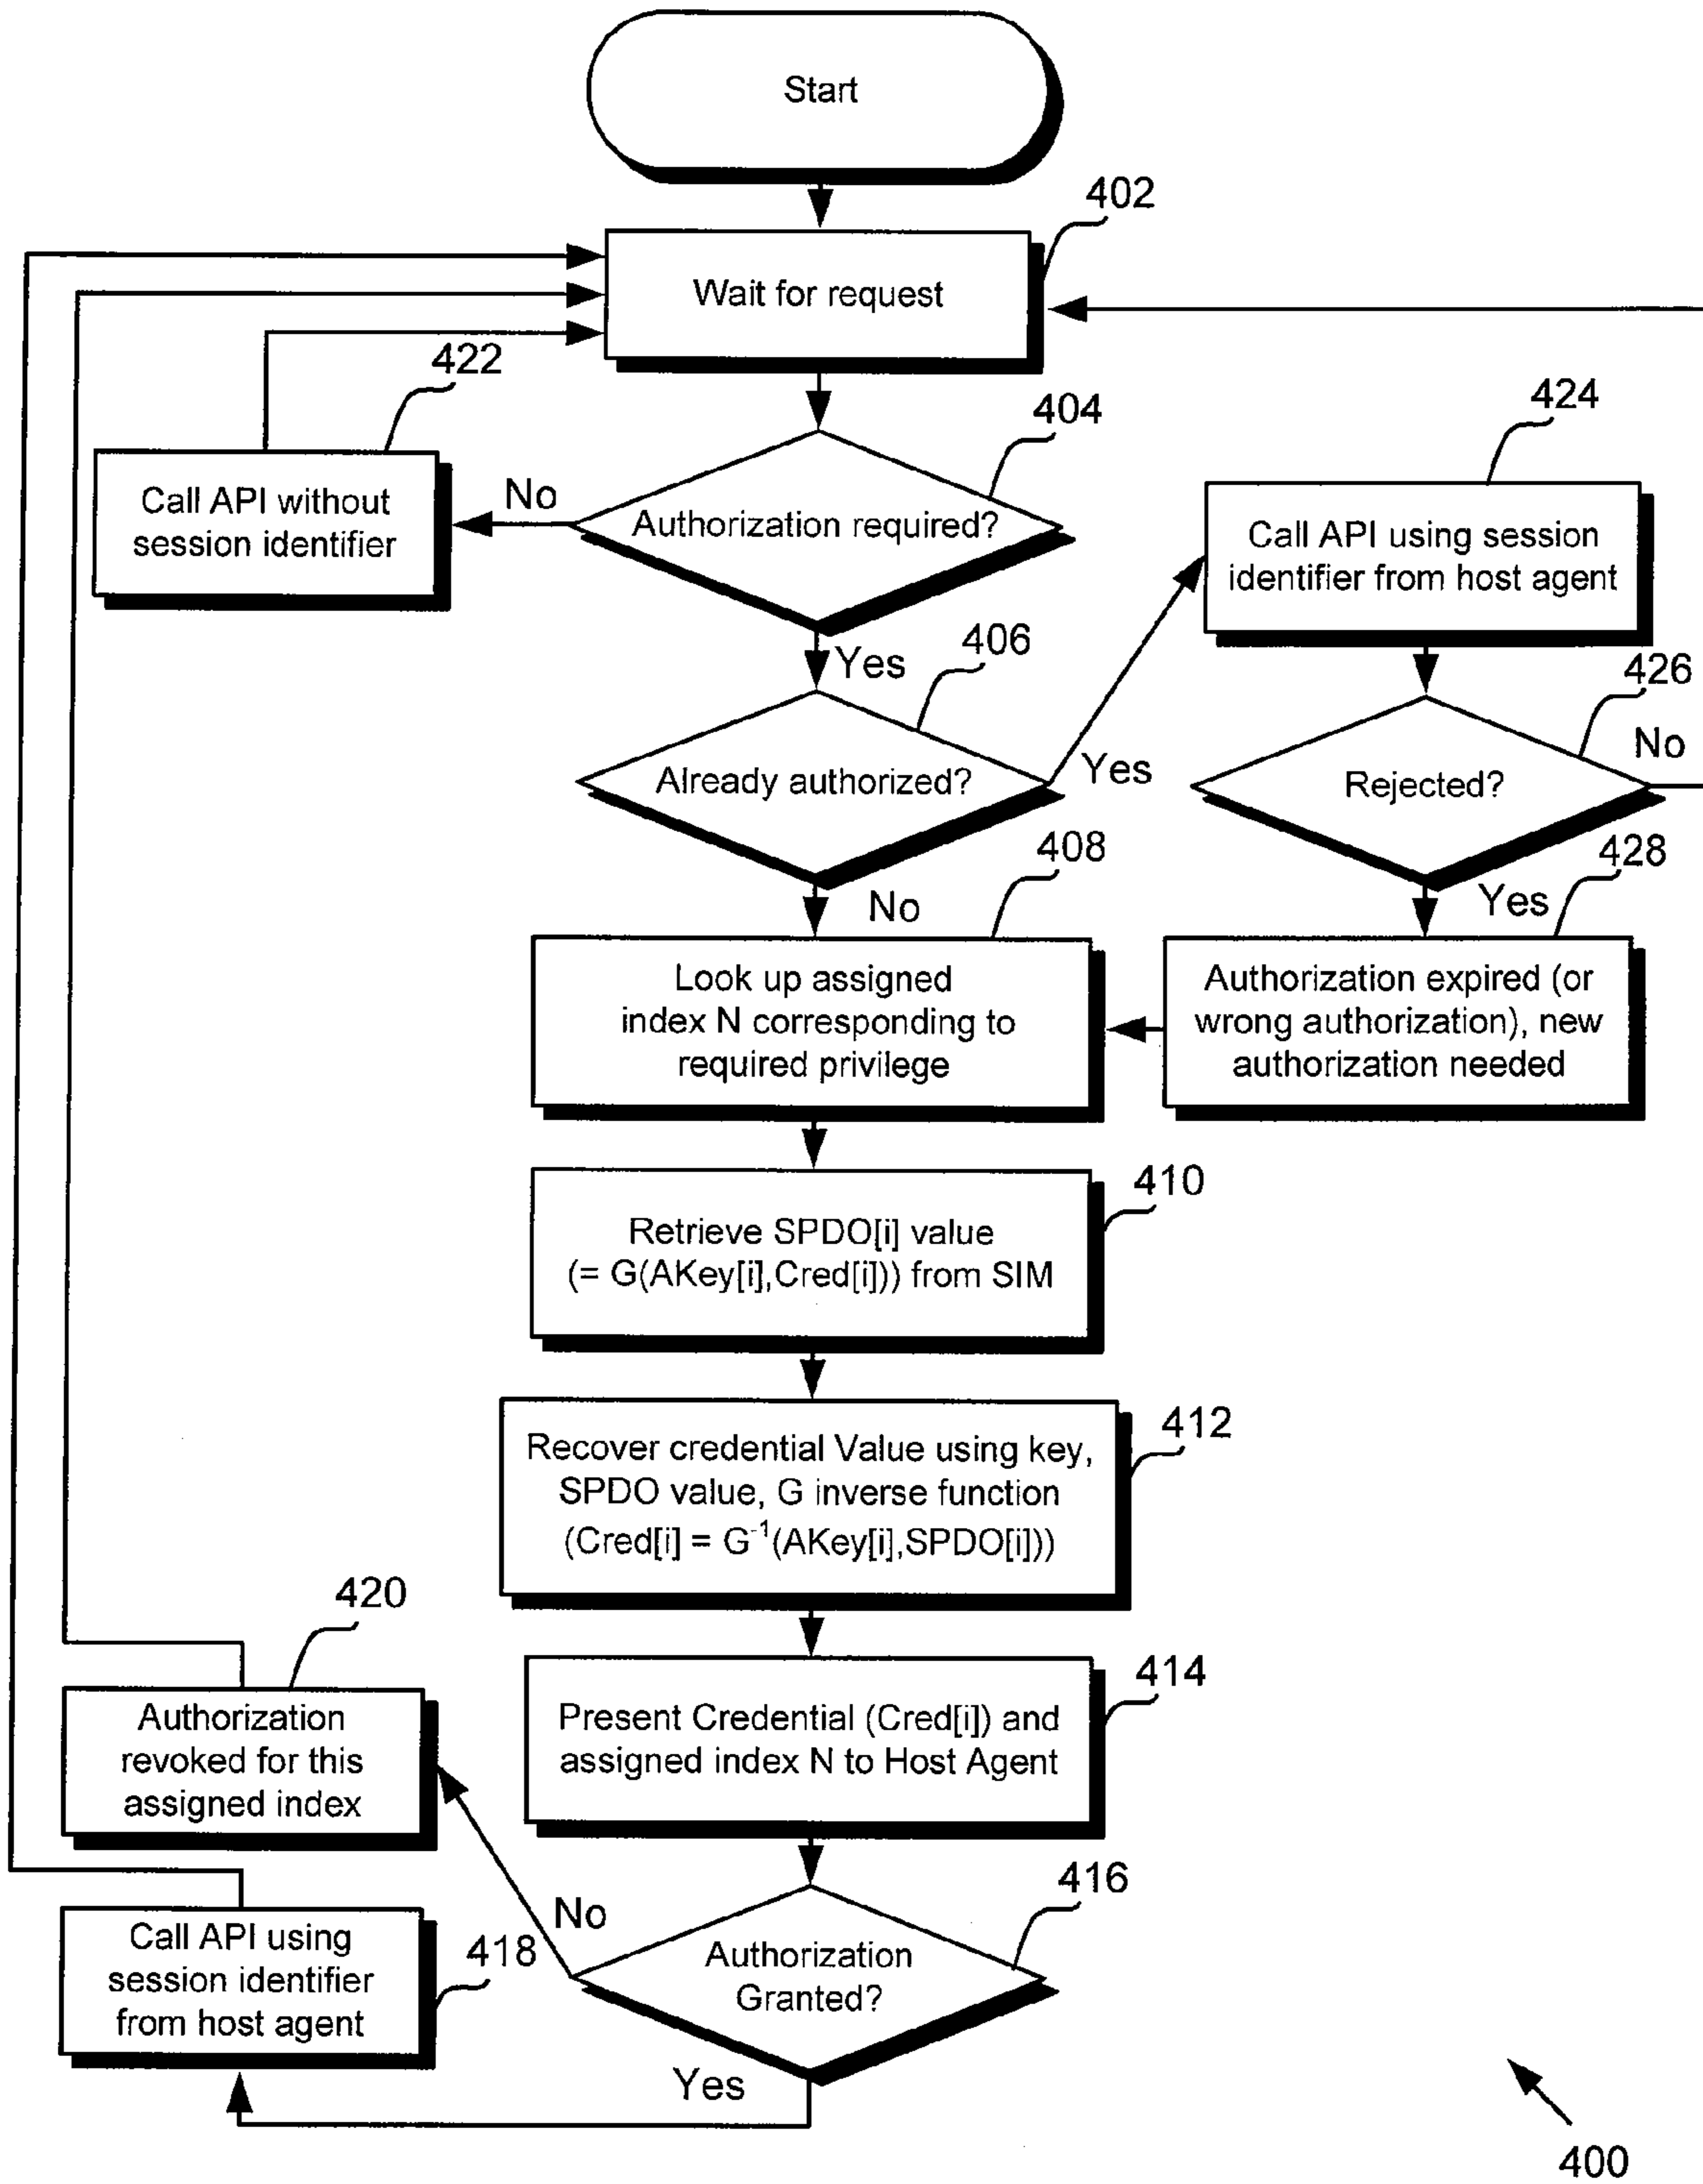 Start
402
Wait for request
422
404
424
Call API without
session identifier
No
Authorization required?
Call API using session
identifier from host agent
Yes
406
426
Already authorized?
Yes
Rejected?
No
408
428
No
Yes
Look up assigned
index N corresponding to
required privilege
Authorization expired (or
wrong authorization), new
authorization needed
410
Retrieve SPDO[i] value
(= G(AKey[i],Cred[i])) from SIM
412
Recover credential Value using key,
SPDO value, G inverse function
(Cred[i] = G⁻¹(AKey[i],SPDO[i]))
420
414
Authorization
revoked for this
assigned index
Present Credential (Cred[i]) and
assigned index N to Host Agent
416
No
Call API using
session identifier
from host agent
418
Authorization
Granted?
Yes
400